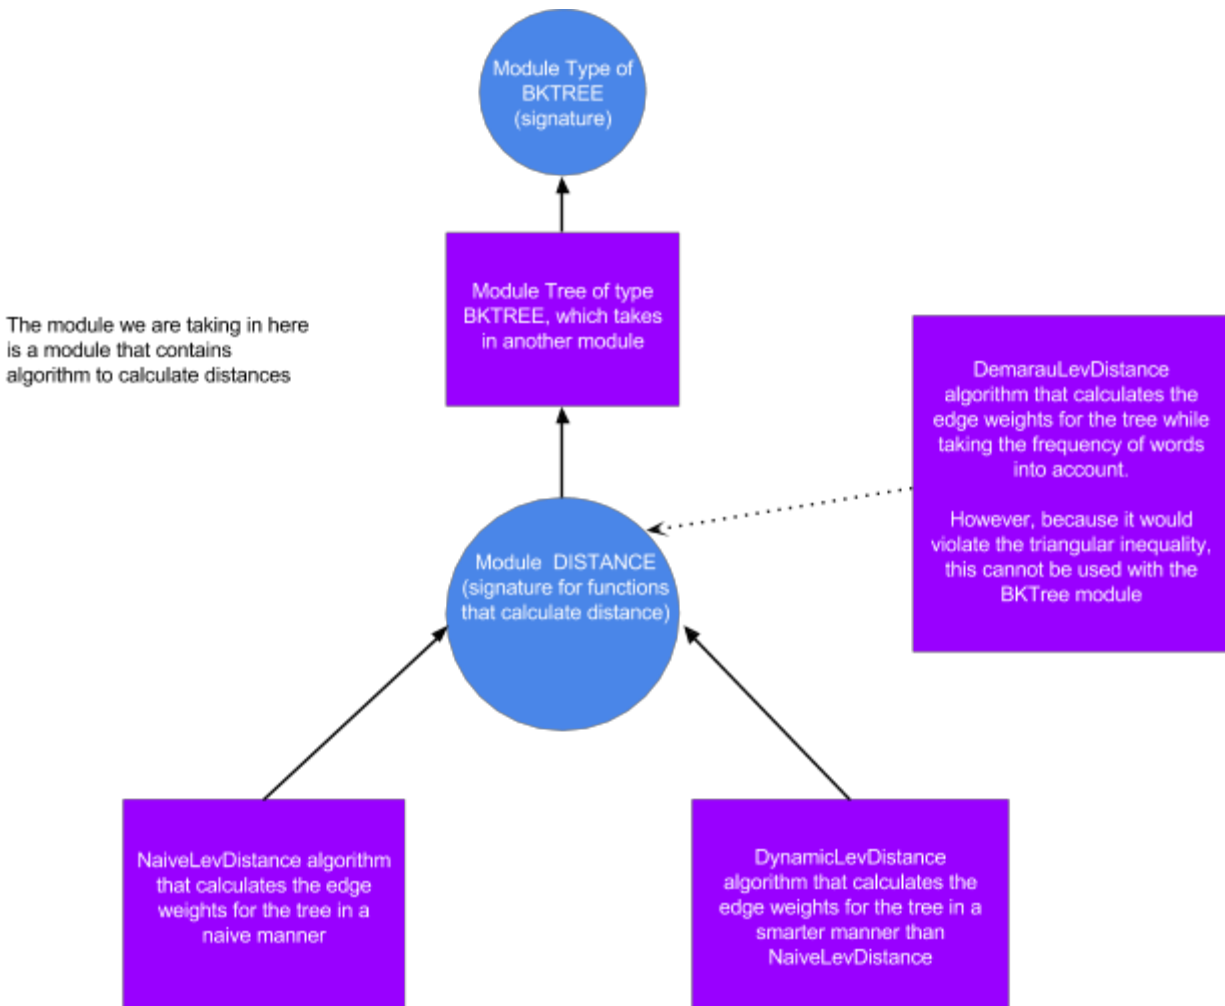 Module Type of
BKTREE
(signature)
Module Tree of type
BKTREE, which takes
in another module
The module we are taking in here
is a module that contains
algorithm to calculate distances
DemarauLevDistance
algorithm that calculates the
edge weights for the tree while
taking the frequency of words
into account.
However, because it would
violate the triangular inequality,
this cannot be used with the
BKTree module
Module DISTANCE
(signature for functions
that calculate distance)
NaiveLevDistance algorithm
that calculates the edge
weights for the tree in a
naive manner
DynamicLevDistance
algorithm that calculates the
edge weights for the tree in a
smarter manner than
NaiveLevDistance